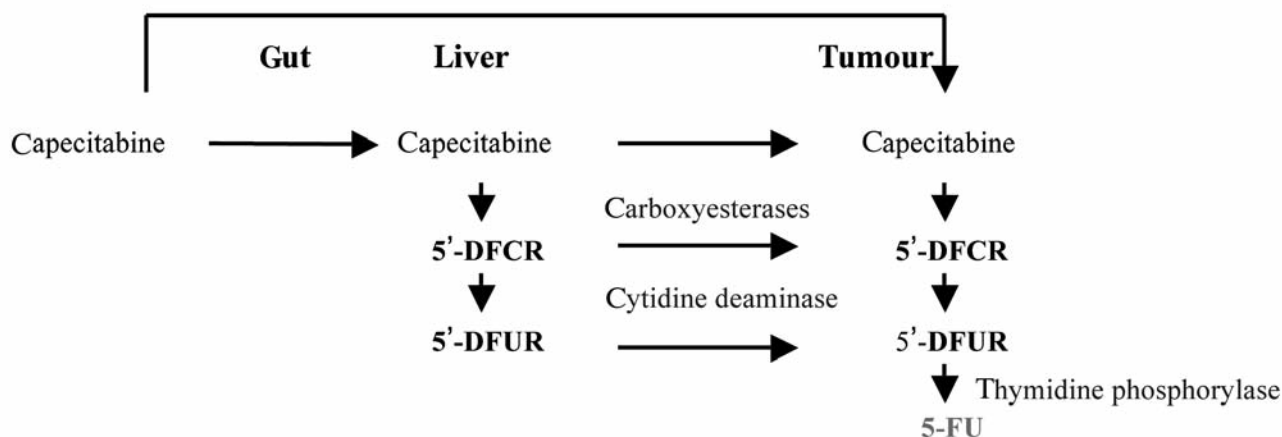 Gut Liver Tumour
Capecitabine Capecitabine Capecitabine
Carboxyesterases
5'-DFCR 5'-DFCR
Cytidine deaminase
5'-DFUR 5'-DFUR
Thymidine phosphorylase
5-FU